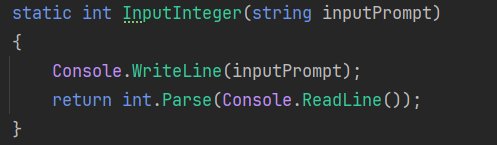 static int InputInteger(string inputPrompt)
{
    Console.WriteLine(inputPrompt);
    return int.Parse(Console.ReadLine());
}